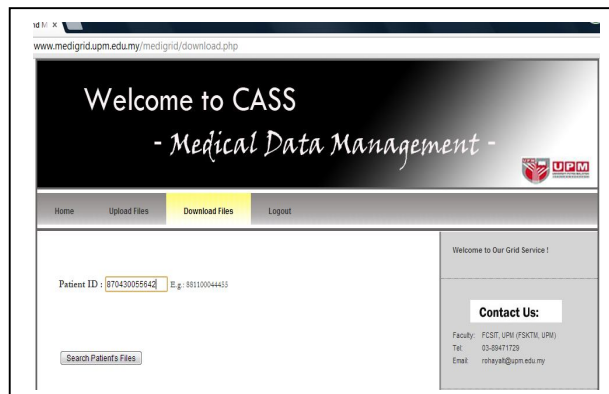 nd M ×
www.medigrid.upm.edu.my/medigrid/download.php
Welcome to CASS
- Medical Data Management -
UPM
Home Upload Files Download Files Logout
Welcome to Our Grid Service !
Patient ID : 870430055642 E.g.: 881100044455
Contact Us:
Faculty: FCSIT, UPM (FSKTM, UPM)
Tel: 03-89471729
Email: rohayalt@upm.edu.my
Search Patient's Files